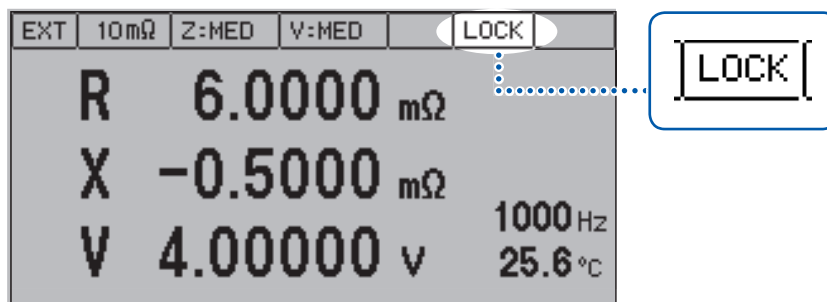 EXT 10mΩ Z:MED V:MED LOCK
LOCK
R 6.0000 mΩ
X -0.5000 mΩ
1000 Hz
V 4.00000 V
25.6 °C